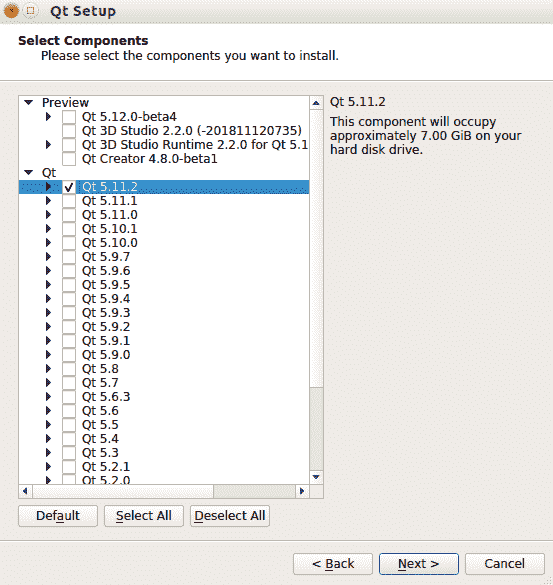 Qt Setup
Select Components
Please select the components you want to install.
Preview
Qt 5.12.0-beta4
Qt 3D Studio 2.2.0 (-201811120735)
Qt 3D Studio Runtime 2.2.0 for Qt 5.1
Qt Creator 4.8.0-beta1
Qt
Qt 5.11.2
Qt 5.11.1
Qt 5.11.0
Qt 5.10.1
Qt 5.10.0
Qt 5.9.7
Qt 5.9.6
Qt 5.9.5
Qt 5.9.4
Qt 5.9.3
Qt 5.9.2
Qt 5.9.1
Qt 5.9.0
Qt 5.8
Qt 5.7
Qt 5.6.3
Qt 5.6
Qt 5.5
Qt 5.4
Qt 5.3
Qt 5.2.1
Qt 5.2.0
Qt 5.11.2
This component will occupy
approximately 7.00 GiB on your
hard disk drive.
Default
Select All
Deselect All
< Back
Next >
Cancel